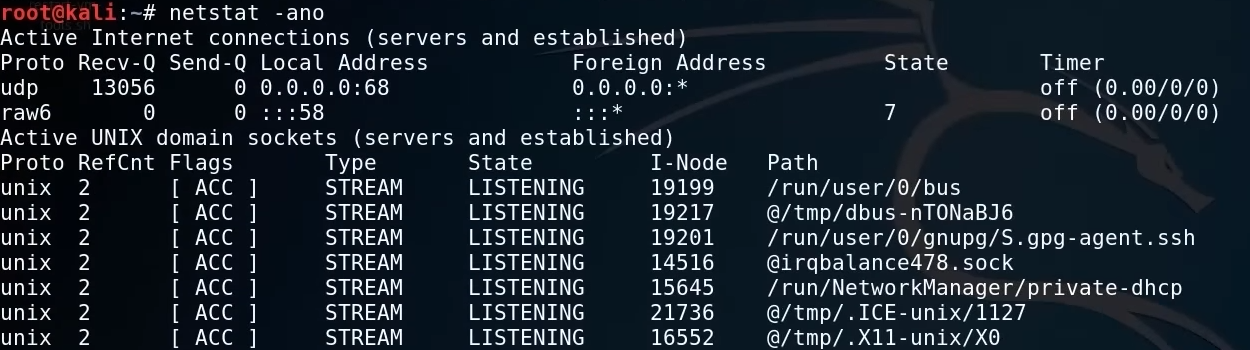 root@kali:~# netstat -ano
Active Internet connections (servers and established)
Proto Recv-Q Send-Q Local Address           Foreign Address         State       Timer
udp    13056      0 0.0.0.0:68              0.0.0.0:*                           off (0.00/0/0)
raw6       0      0 :::58                   :::*                    7           off (0.00/0/0)
Active UNIX domain sockets (servers and established)
Proto RefCnt Flags       Type       State         I-Node   Path
unix  2      [ ACC ]     STREAM     LISTENING     19199    /run/user/0/bus
unix  2      [ ACC ]     STREAM     LISTENING     19217    @/tmp/dbus-nTONaBJ6
unix  2      [ ACC ]     STREAM     LISTENING     19201    /run/user/0/gnupg/S.gpg-agent.ssh
unix  2      [ ACC ]     STREAM     LISTENING     14516    @irqbalance478.sock
unix  2      [ ACC ]     STREAM     LISTENING     15645    /run/NetworkManager/private-dhcp
unix  2      [ ACC ]     STREAM     LISTENING     21736    @/tmp/.ICE-unix/1127
unix  2      [ ACC ]     STREAM     LISTENING     16552    @/tmp/.X11-unix/X0